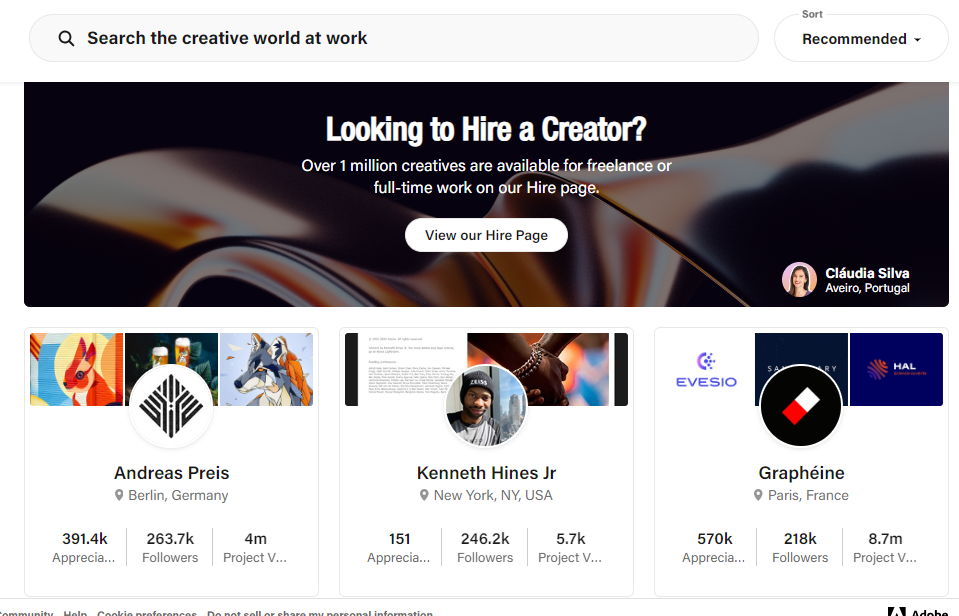 Sort
Search the creative world at work
Recommended
Looking to Hire a Creator?
Over 1 million creatives are available for freelance or
full-time work on our Hire page.
View our Hire Page
Cláudia Silva
Aveiro, Portugal
EVESIO
HAL
ZEISS
Andreas Preis
Berlin, Germany
391.4k
Apprecia...
263.7k
Followers
4m
Project V...
Kenneth Hines Jr
New York, NY, USA
151
Apprecia...
246.2k
Followers
5.7k
Project V...
Graphéine
Paris, France
570k
Apprecia...
218k
Followers
8.7m
Project V...
Community Help Cookie preferences Do not sell or share my personal information
Adobe